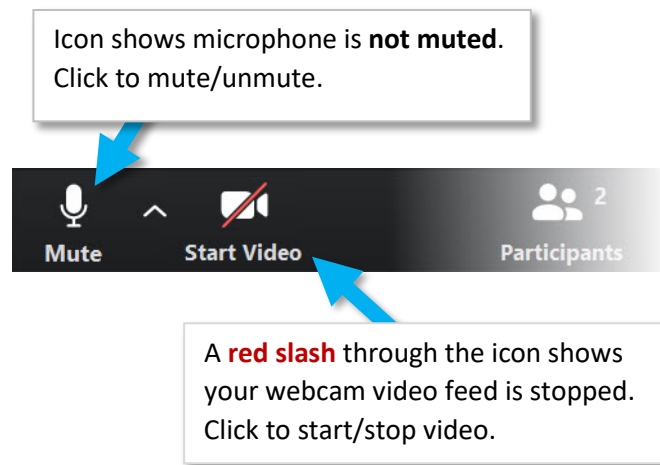 Icon shows microphone is not muted.
Click to mute/unmute.
2
Mute
Start Video
Participants
A red slash through the icon shows
your webcam video feed is stopped.
Click to start/stop video.